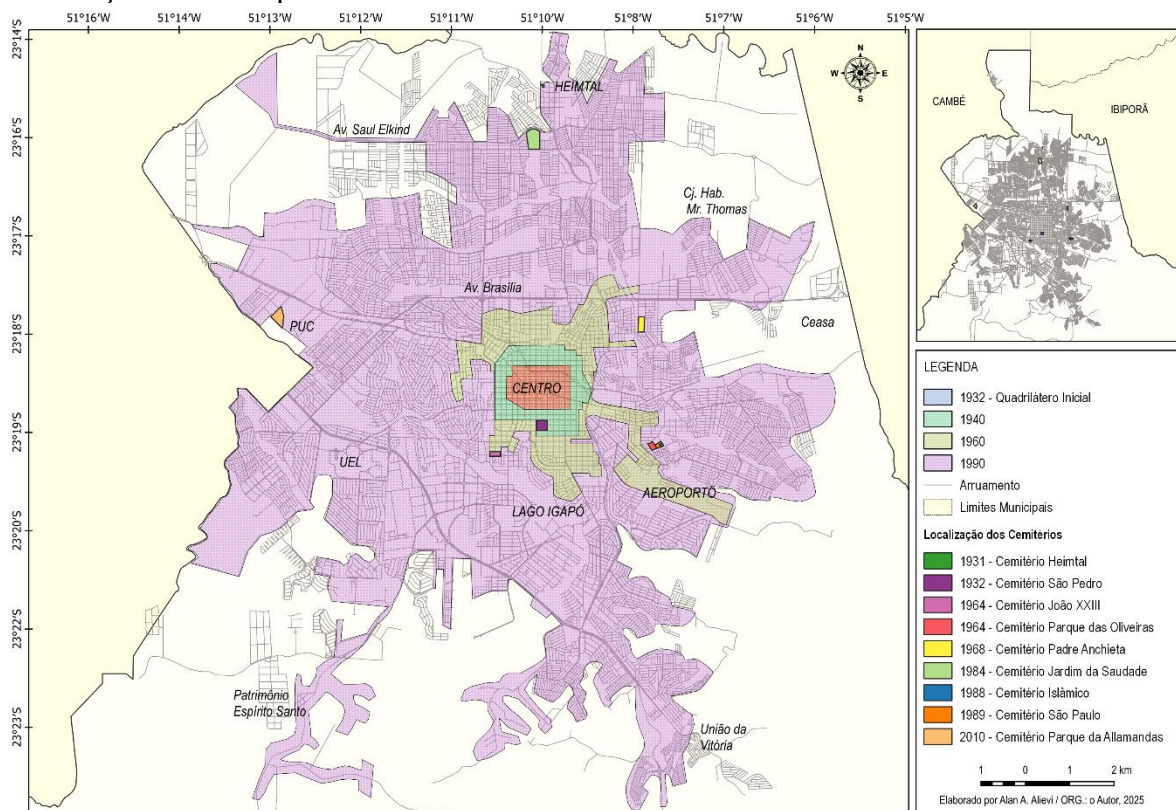 51°16'W 51°14'W 51°13'W 51°12'W 51°11'W 51°10'W 51°9'W 51°8'W 51°7'W 51°6'W 51°5'W
23°14'S
23°16'S
23°17'S
23°18'S
23°19'S
23°20'S
23°22'S
23°23'S
N
W E
S
HEIMTAL
Av. Saul Elkind
Cj. Hab.
Mr. Thomas
Av. Brasília
Ceasa
PUC
CENTRO
UEL
AEROPORTO
LAGO IGAPÓ
Patrimônio
Espírito Santo
União da
Vitória
CAMBÉ
IBIPORÃ
LEGENDA
1932 - Quadrilátero Inicial
1940
1960
1990
Arruamento
Limites Municipais
Localização dos Cemitérios
1931 - Cemitério Heimtal
1932 - Cemitério São Pedro
1964 - Cemitério João XXIII
1964 - Cemitério Parque das Oliveiras
1968 - Cemitério Padre Anchieta
1984 - Cemitério Jardim da Saudade
1988 - Cemitério Islâmico
1989 - Cemitério São Paulo
2010 - Cemitério Parque da Allamandas
1 0 1 2 km
Elaborado por Alan A. Alievi / ORG.: o Autor, 2025